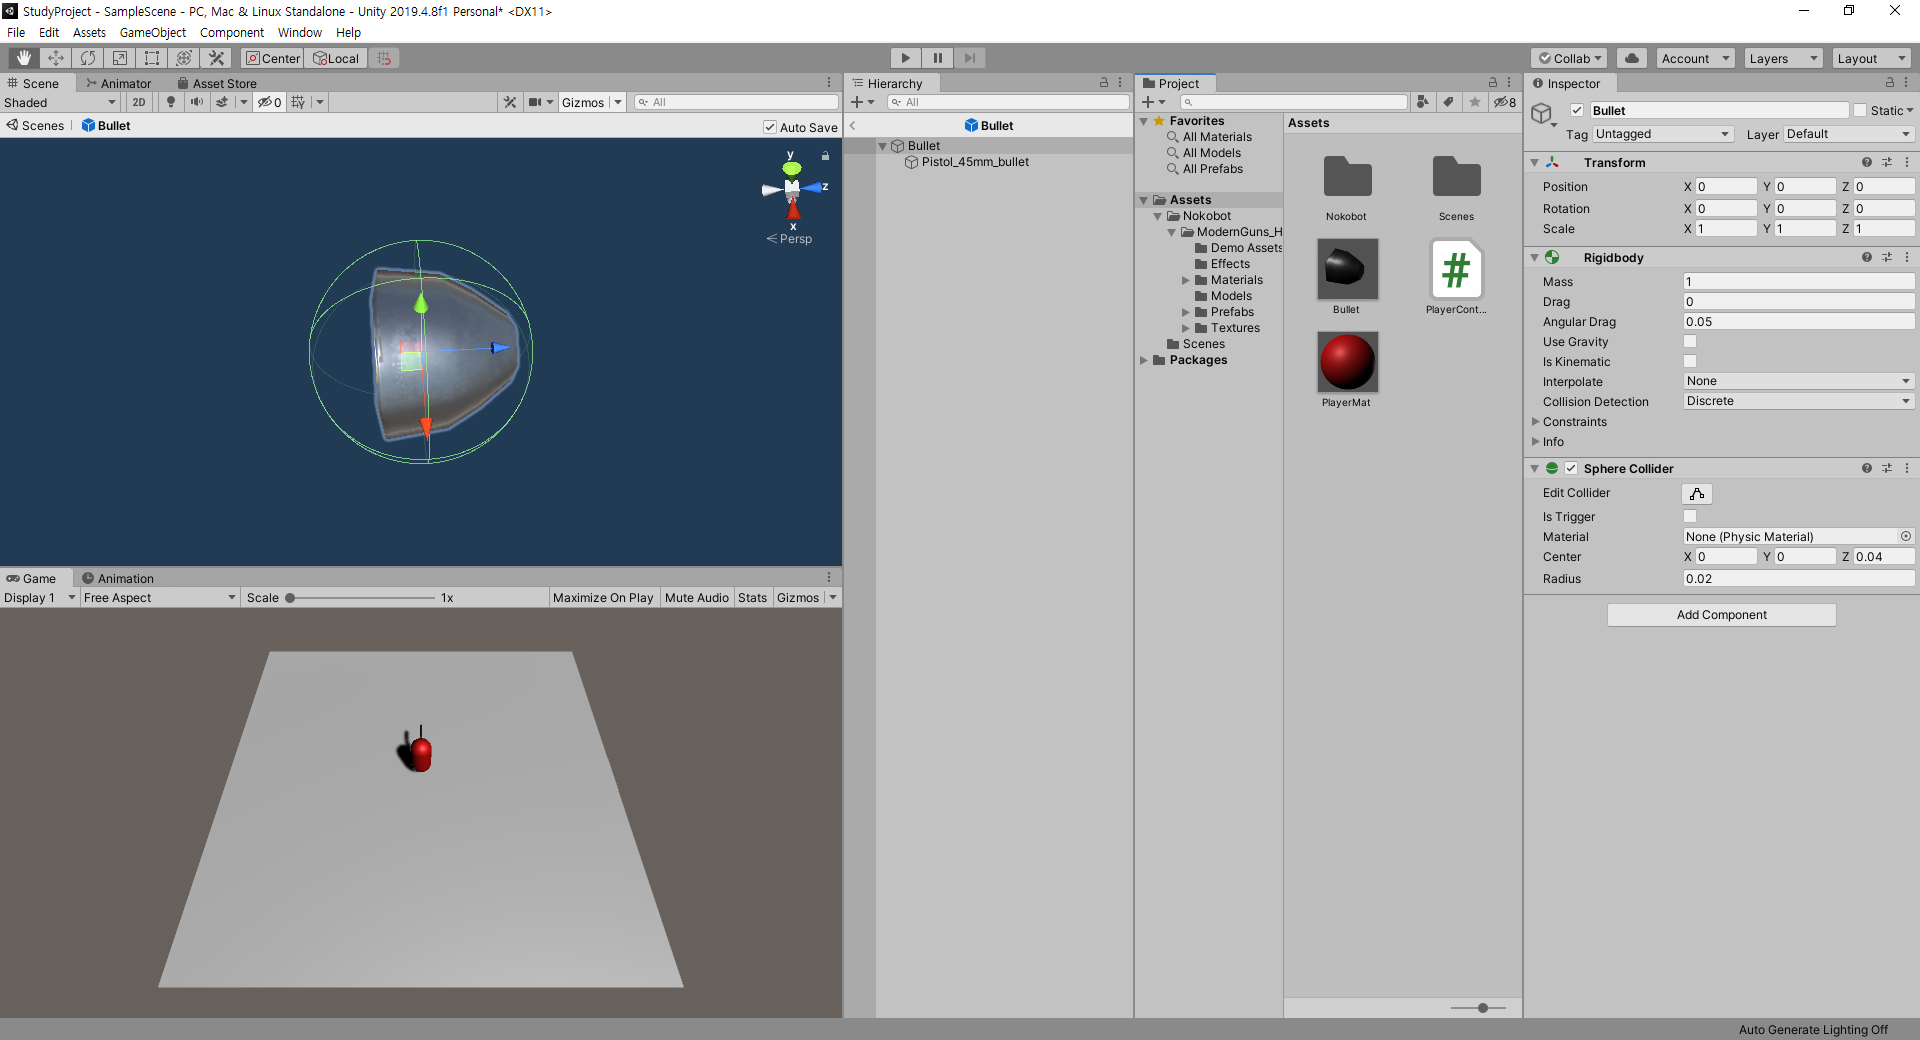 StudyProject - SampleScene - PC, Mac & Linux Standalone - Unity 2019.4.8f1 Personal* <DX11>
File Edit Assets GameObject Component Window Help
Center Local
Collab Account Layers Layout
Scene Animator Asset Store
Shaded 2D 0 Gizmos All
Scenes Bullet Auto Save
y
z
x
Persp
Game Animation
Display 1 Free Aspect Scale 1x Maximize On Play Mute Audio Stats Gizmos
Hierarchy
All
Bullet
Bullet
Pistol_45mm_bullet
Project
8
Favorites
All Materials
All Models
All Prefabs
Assets
Nokobot
ModernGuns_H
Demo Assets
Effects
Materials
Models
Prefabs
Textures
Scenes
Packages
Assets
Nokobot Scenes
#
Bullet PlayerCont...
PlayerMat
Inspector
Bullet Static
Tag Untagged Layer Default
Transform
Position X 0 Y 0 Z 0
Rotation X 0 Y 0 Z 0
Scale X 1 Y 1 Z 1
Rigidbody
Mass 1
Drag 0
Angular Drag 0.05
Use Gravity
Is Kinematic
Interpolate None
Collision Detection Discrete
Constraints
Info
Sphere Collider
Edit Collider
Is Trigger
Material None (Physic Material)
Center X 0 Y 0 Z 0.04
Radius 0.02
Add Component
Auto Generate Lighting Off